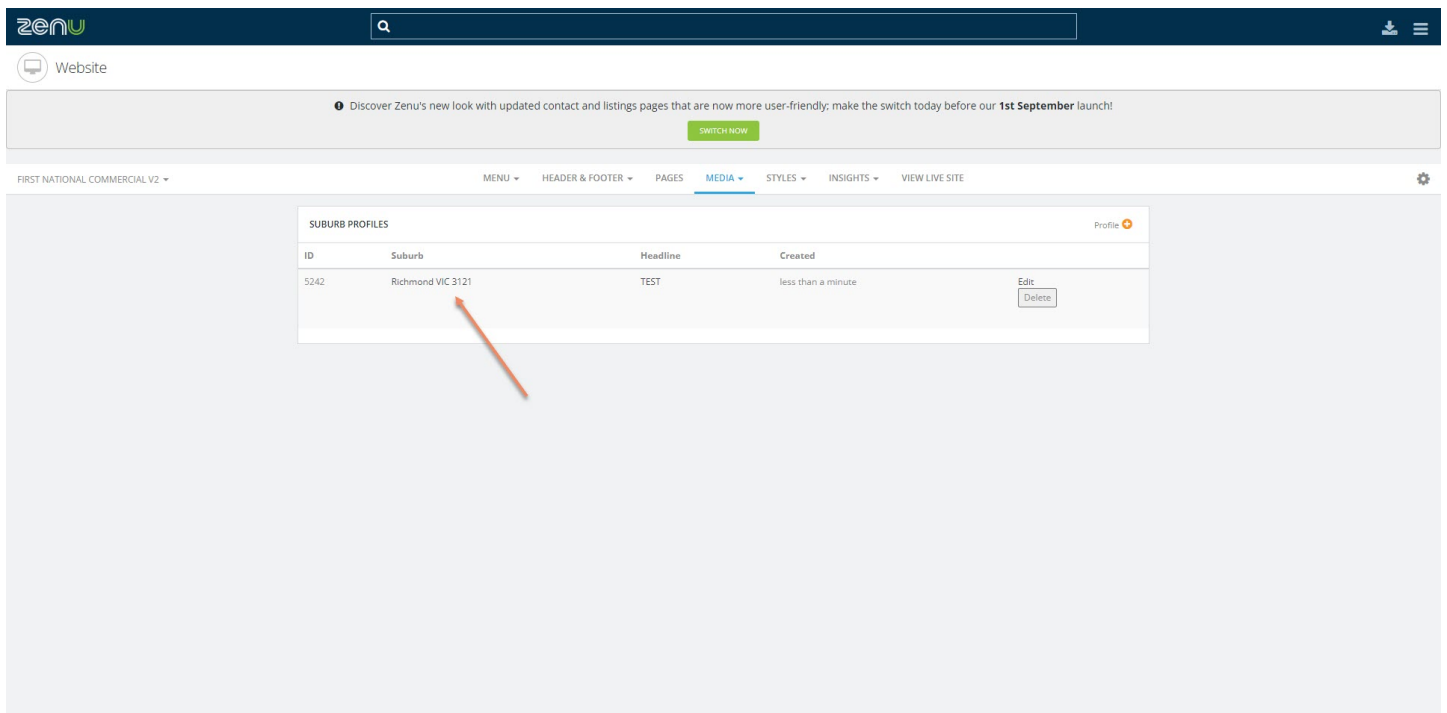 zenu
Website
Discover Zenu's new look with updated contact and listings pages that are now more user-friendly; make the switch today before our 1st September launch!
SWITCH NOW
FIRST NATIONAL COMMERCIAL V2 MENU HEADER & FOOTER PAGES MEDIA STYLES INSIGHTS VIEW LIVE SITE
SUBURB PROFILES Profile
ID Suburb Headline Created
5242 Richmond VIC 3121 TEST less than a minute Edit
Delete